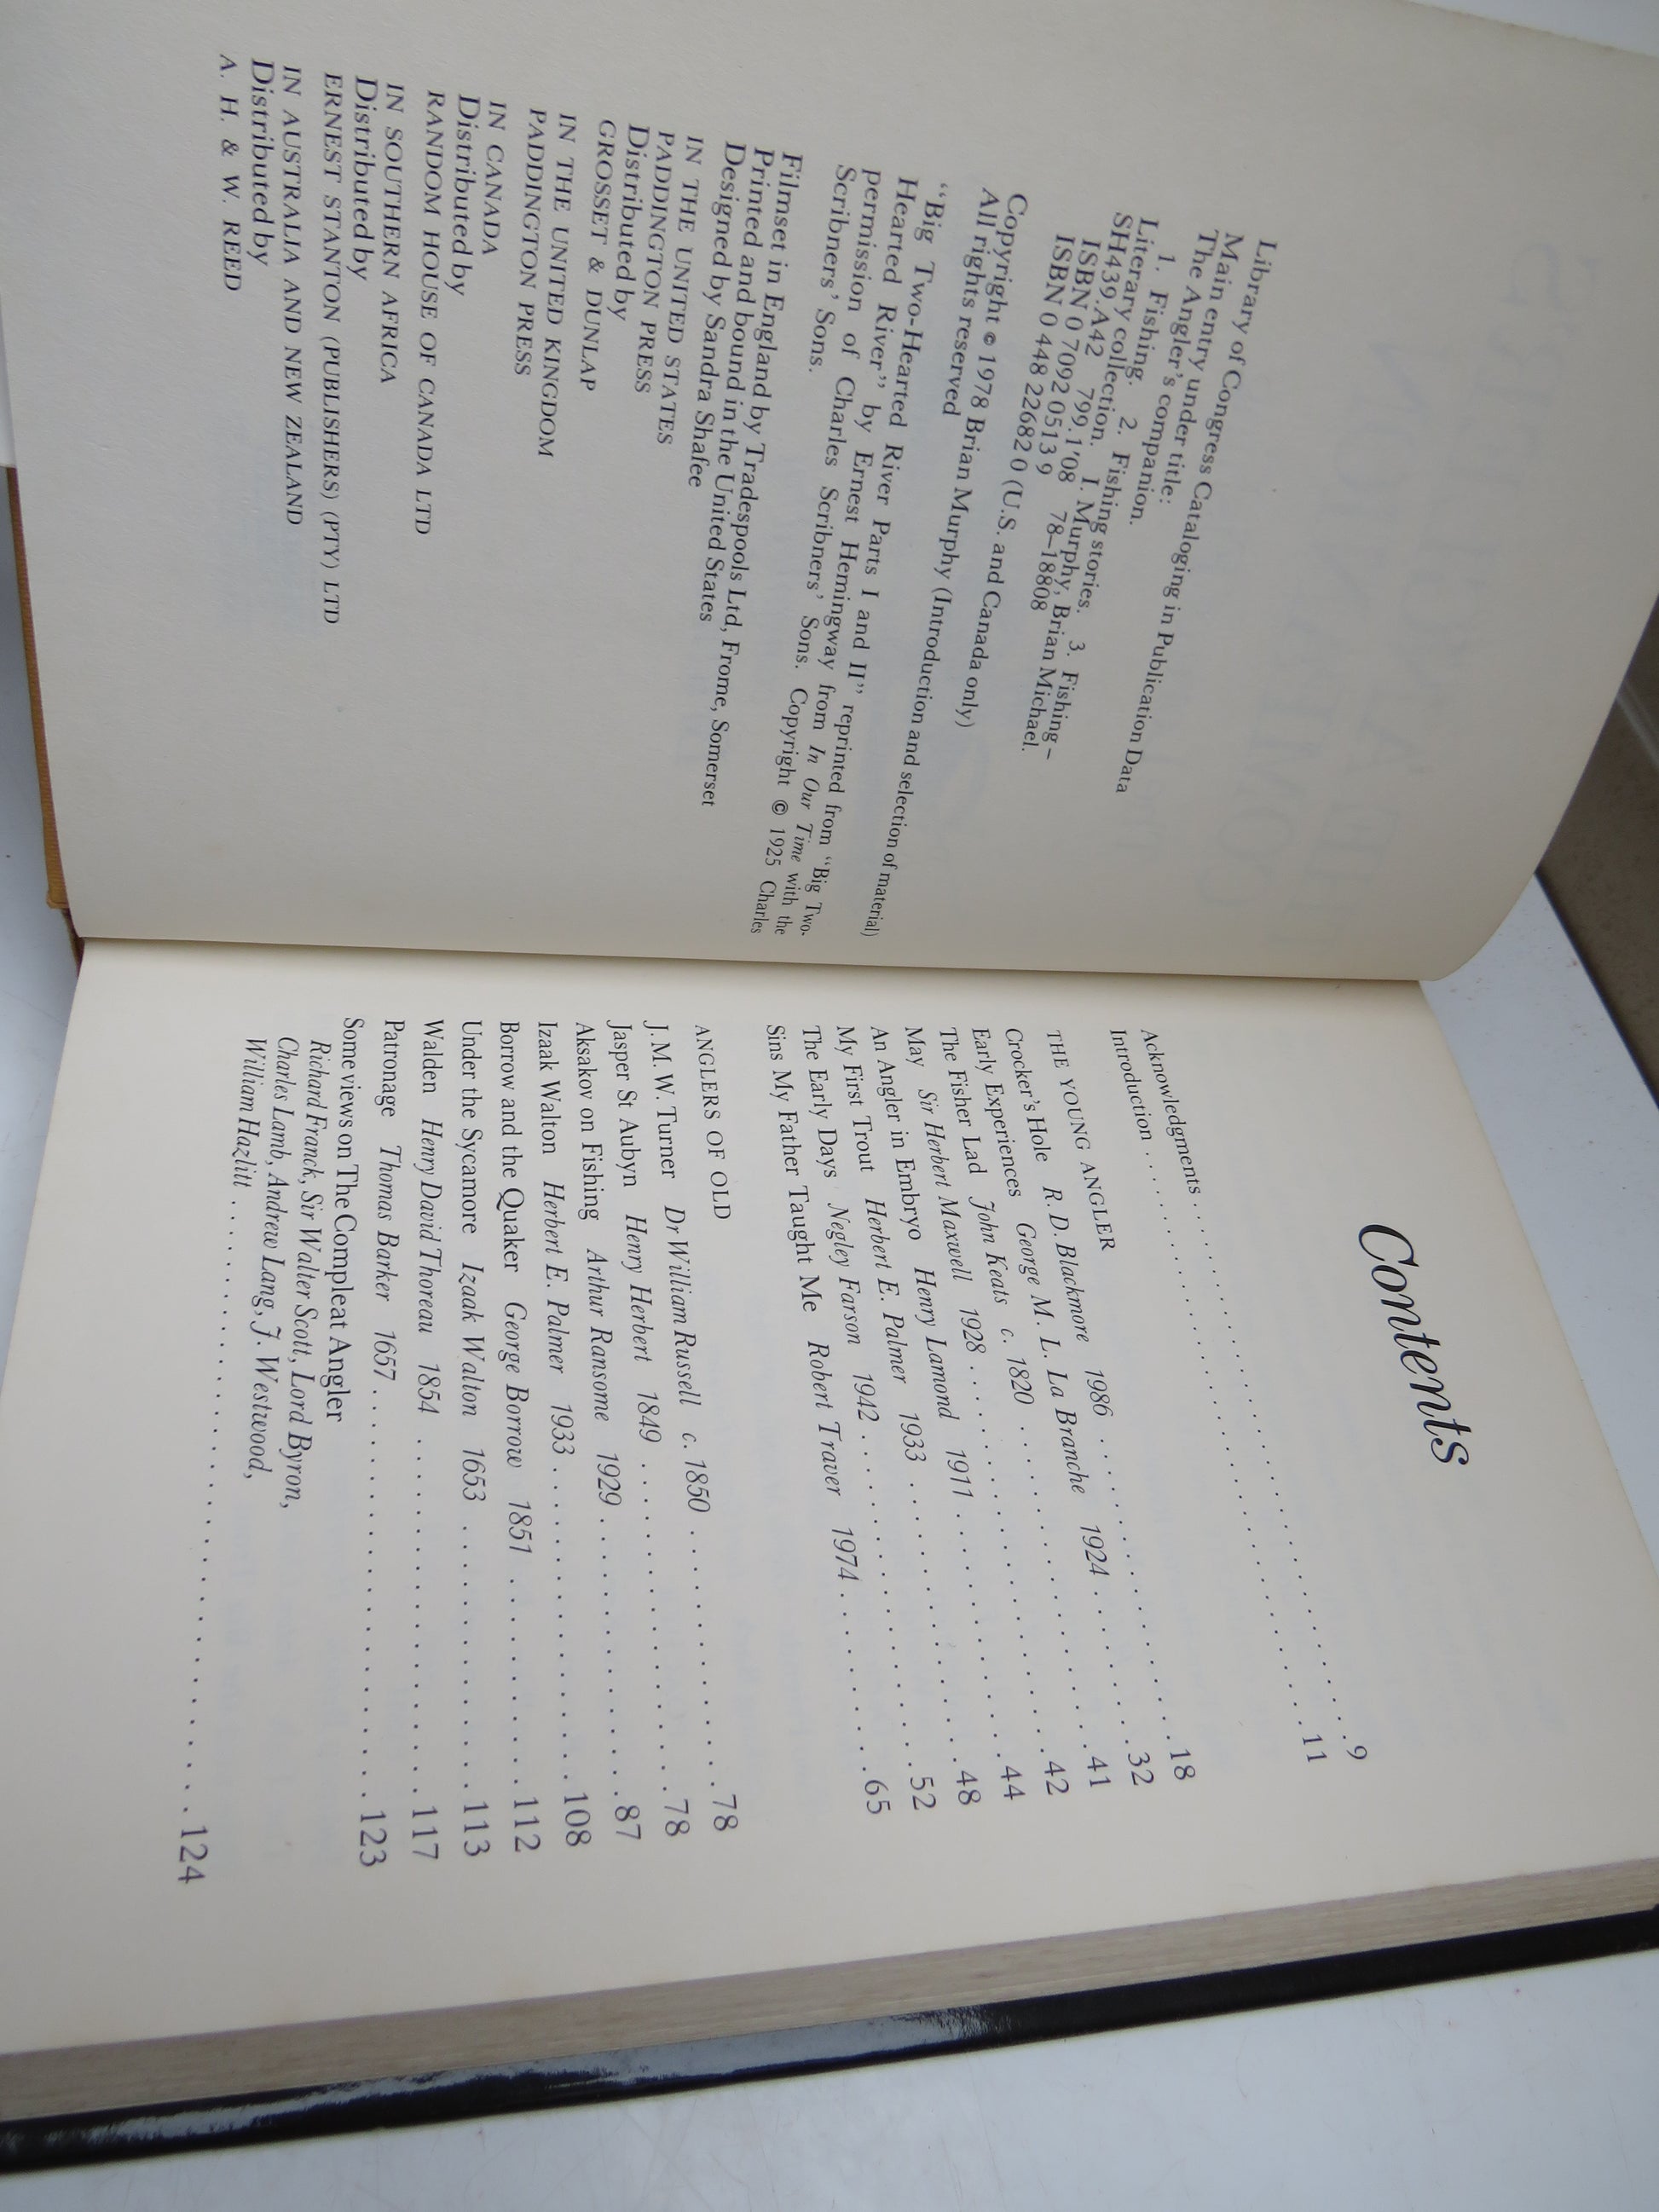 Library of Congress Cataloging in Publication Data
Main entry under title:
The Angler's companion.
1. Fishing. 2. Fishing stories. 3. Fishing–
Literary collection. I. Murphy, Brian Michael.
SH439.A42 799.1'08 78–18808
ISBN 0 7092 0513 9
ISBN 0 448 22682 0 (U.S. and Canada only)
Copyright © 1978 Brian Murphy (Introduction and selection of material)
All rights reserved
“Big Two-Hearted River Parts I and II” reprinted from “Big Two-
Hearted River” by Ernest Hemingway from In Our Time with the
permission of Charles Scribners' Sons. Copyright © 1925 Charles
Scribners' Sons.
Filmset in England by Tradespools Ltd, Frome, Somerset
Printed and bound in the United States
Designed by Sandra Shafee
IN THE UNITED STATES
PADDINGTON PRESS
Distributed by
GROSSET & DUNLAP
IN THE UNITED KINGDOM
PADDINGTON PRESS
IN CANADA
Distributed by
RANDOM HOUSE OF CANADA LTD
IN SOUTHERN AFRICA
Distributed by
ERNEST STANTON (PUBLISHERS) (PTY) LTD
IN AUSTRALIA AND NEW ZEALAND
Distributed by
A. H. & W. REED
Contents
Acknowledgments . . . . . . . . 9
Introduction . . . . . . . . 11
THE YOUNG ANGLER
Crocker's Hole R. D. Blackmore 1986 . . . . . . . . 18
Early Experiences George M. L. La Branche 1924 . . . . . . . . 32
The Fisher Lad John Keats c. 1820 . . . . . . . . 41
May Sir Herbert Maxwell 1928 . . . . . . . . 42
An Angler in Embryo Henry Lamond 1911 . . . . . . . . 44
My First Trout Herbert E. Palmer 1933 . . . . . . . . 48
The Early Days Negley Farson 1942 . . . . . . . . 52
Sins My Father Taught Me Robert Traver 1974 . . . . . . . . 65
ANGLERS OF OLD
J. M. W. Turner Dr William Russell c. 1850 . . . . . . . . 78
Jasper St Aubyn Henry Herbert 1849 . . . . . . . . 78
Aksakov on Fishing Arthur Ransome 1929 . . . . . . . . 87
Izaak Walton Herbert E. Palmer 1933 . . . . . . . . 108
Borrow and the Quaker George Borrow 1851 . . . . . . . . 112
Under the Sycamore Izaak Walton 1653 . . . . . . . . 113
Walden Henry David Thoreau 1854 . . . . . . . . 117
Patronage Thomas Barker 1657 . . . . . . . . 123
Some views on The Compleat Angler
Richard Franck, Sir Walter Scott, Lord Byron,
Charles Lamb, Andrew Lang, J. Westwood,
William Hazlitt . . . . . . . . 124